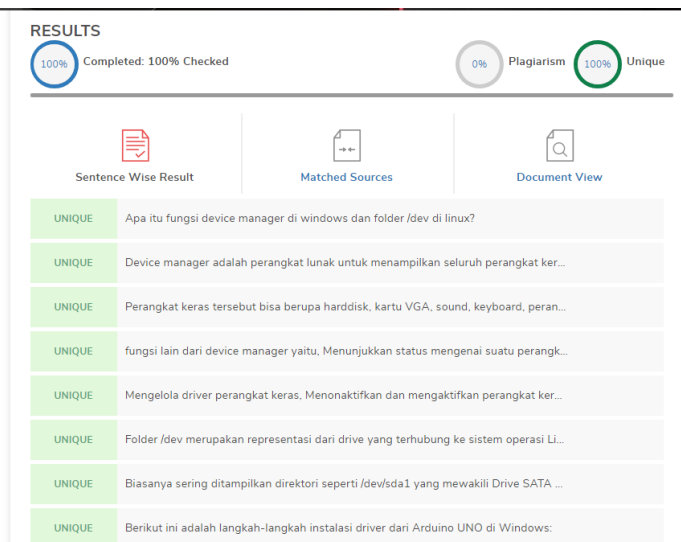 RESULTS
100% Completed: 100% Checked 0% Plagiarism 100% Unique
Sentence Wise Result Matched Sources Document View
UNIQUE Apa itu fungsi device manager di windows dan folder /dev di linux?
UNIQUE Device manager adalah perangkat lunak untuk menampilkan seluruh perangkat ker...
UNIQUE Perangkat keras tersebut bisa berupa harddisk, kartu VGA, sound, keyboard, peran...
UNIQUE fungsi lain dari device manager yaitu, Menunjukkan status mengenai suatu perangk...
UNIQUE Mengelola driver perangkat keras, Menonaktifkan dan mengaktifkan perangkat ker...
UNIQUE Folder /dev merupakan representasi dari drive yang terhubung ke sistem operasi Li...
UNIQUE Biasanya sering ditampilkan direktori seperti /dev/sda1 yang mewakili Drive SATA ...
UNIQUE Berikut ini adalah langkah-langkah instalasi driver dari Arduino UNO di Windows: